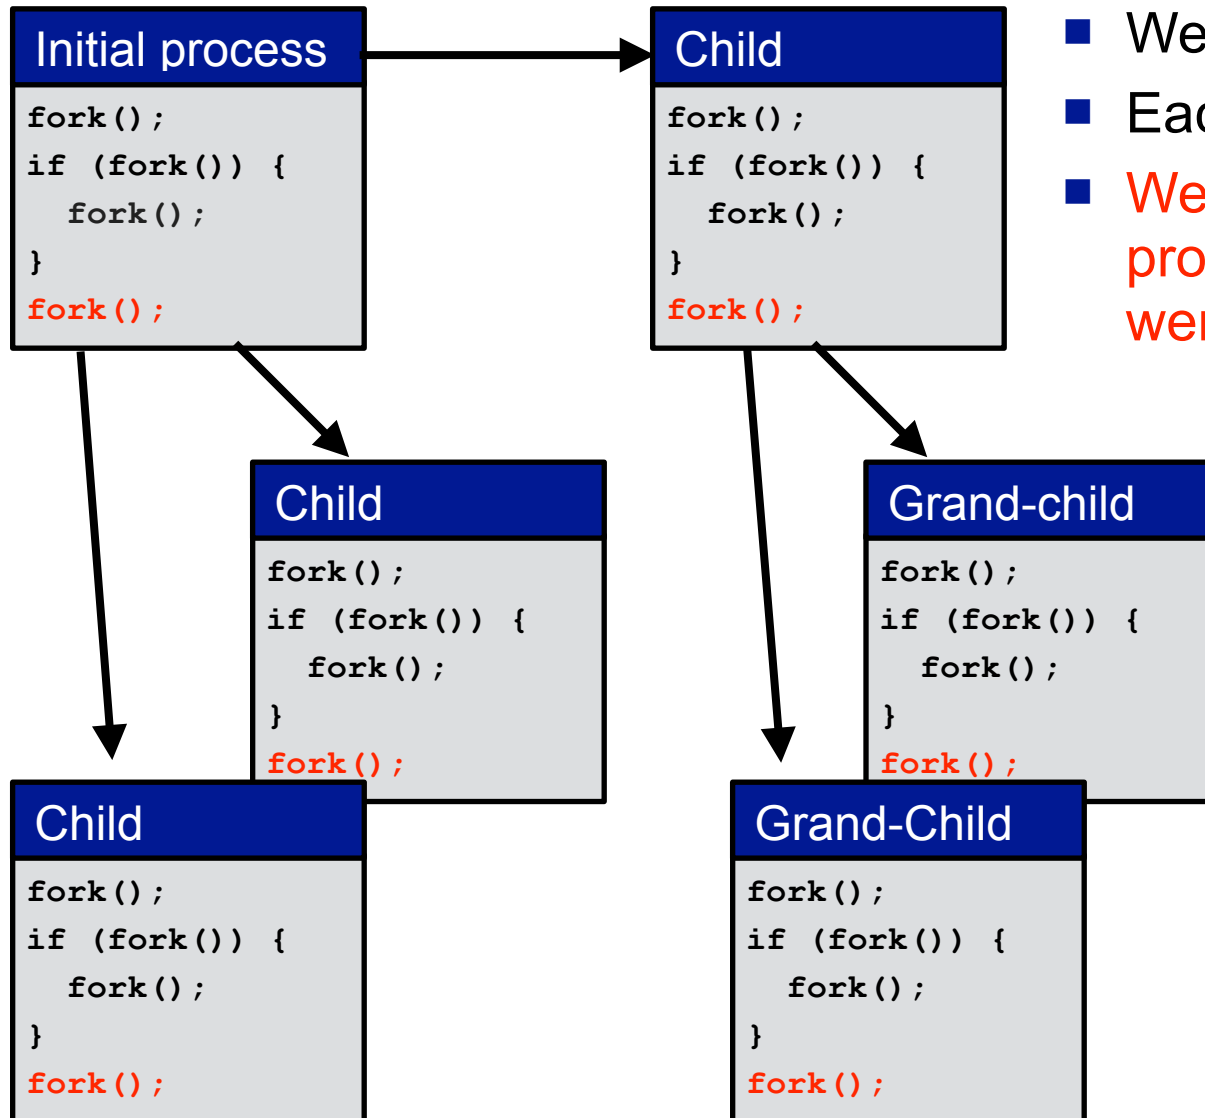 Initial process
fork();
if (fork()) {
fork();
}
fork();
Child
fork();
if (fork()) {
fork();
}
fork();
We
Child
fork();
if (fork()) {
fork();
}
fork();
Grand-child
fork();
if (fork()) {
fork();
}
fork();
Child
fork();
if (fork()) {
fork();
}
fork();
Grand-Child
fork();
if (fork()) {
fork();
}
fork();